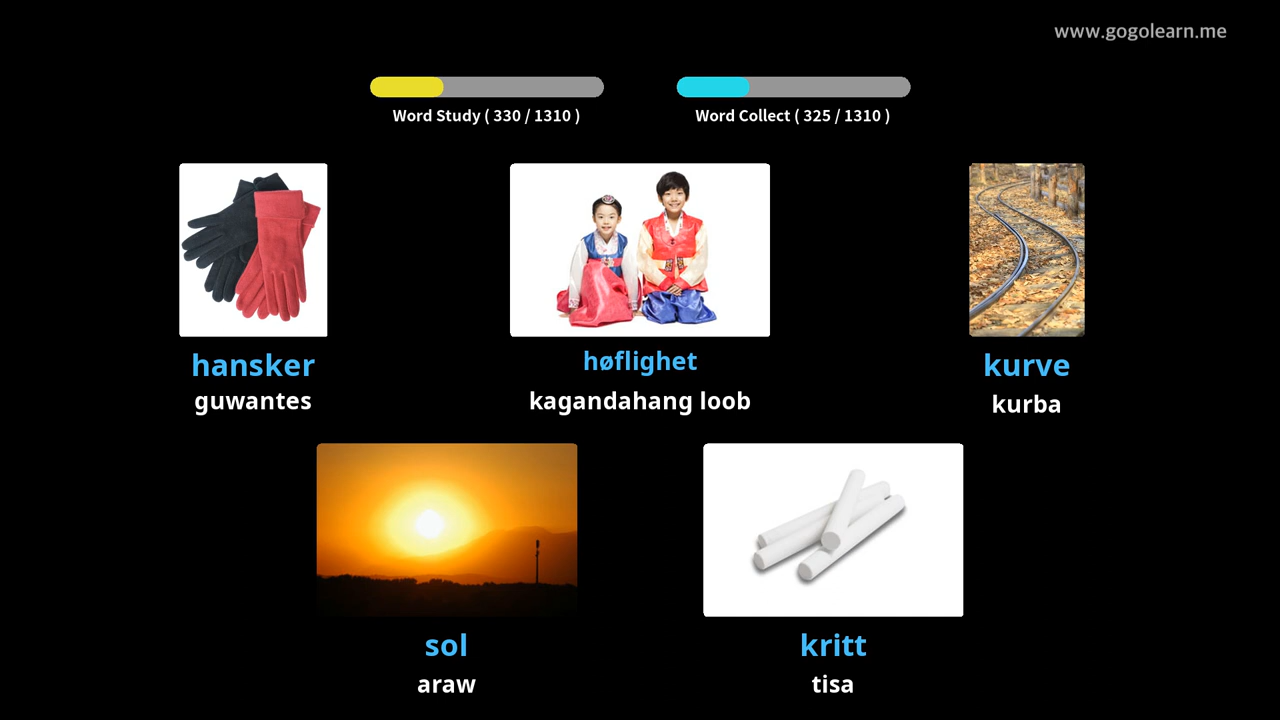 www.gogolearn.me
Word Study ( 330 / 1310 )
Word Collect ( 325 / 1310 )
hansker
guwantes
høflighet
kagandahang loob
kurve
kurba
sol
araw
kritt
tisa